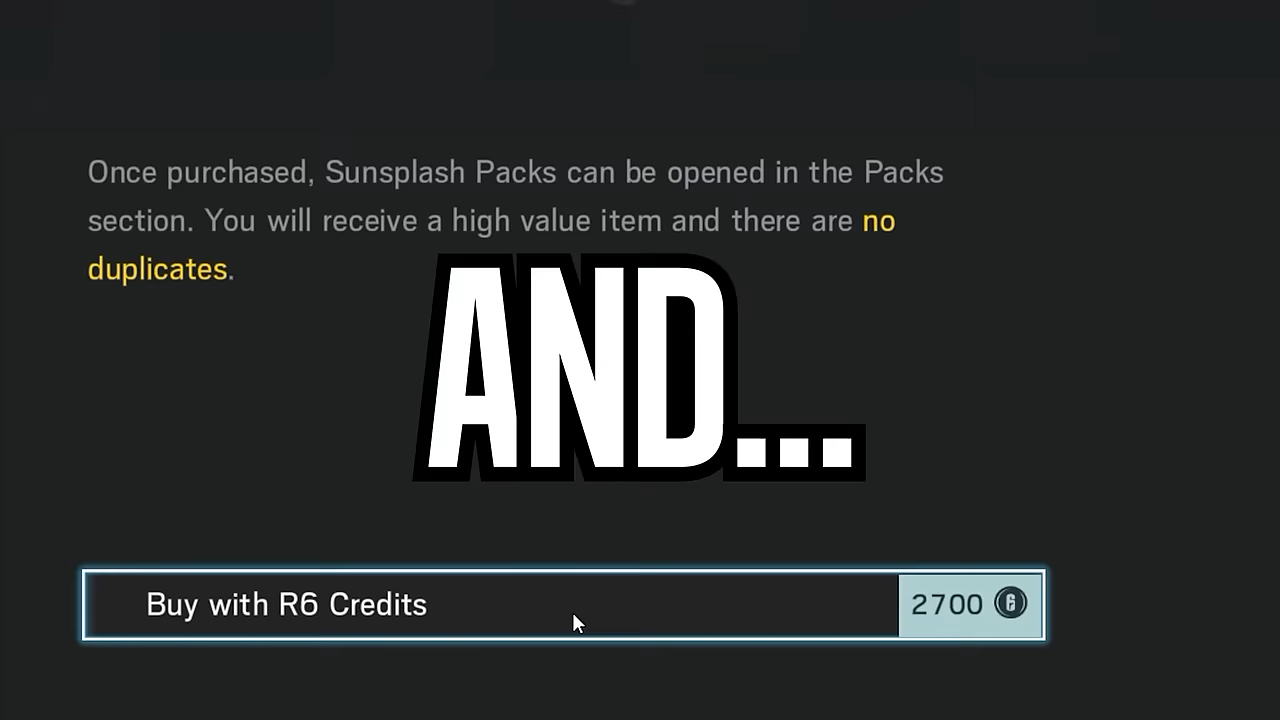 Once purchased, Sunsplash Packs can be opened in the Packs
section. You will receive a high value item and there are no
duplicates.
AND...
Buy with R6 Credits
2700